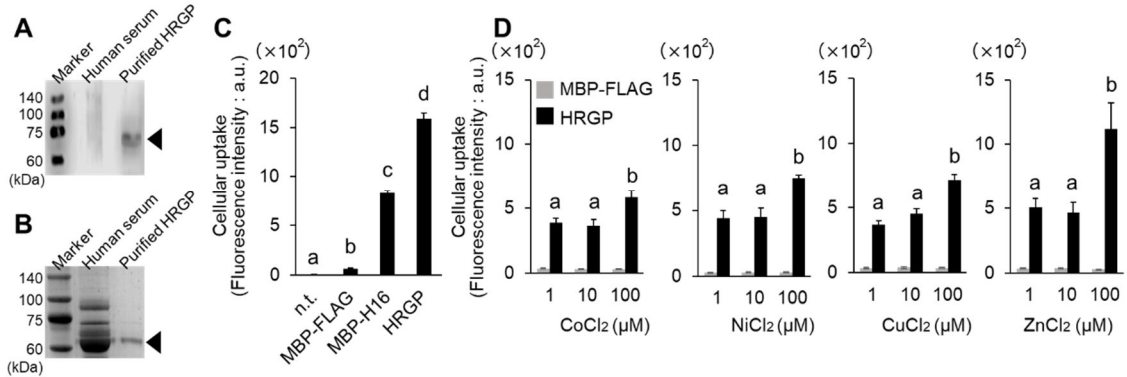 A
Marker
Human serum
Purified HRGP
140
100
75
60
(kDa)
B
Marker
Human serum
Purified HRGP
140
100
75
60
(kDa)
C
(×10²)
Cellular uptake
(Fluorescence intensity : a.u.)
20
15
10
5
0
a
b
c
d
n.t.
MBP-FLAG
MBP-H16
HRGP
D
Cellular uptake
(Fluorescence intensity : a.u.)
(×10²)
15
10
5
0
MBP-FLAG
HRGP
a a b
1 10 100
CoCl₂ (μM)
(×10²)
15
10
5
0
a a b
1 10 100
NiCl₂ (μM)
(×10²)
15
10
5
0
a a b
1 10 100
CuCl₂ (μM)
(×10²)
15
10
5
0
a a b
1 10 100
ZnCl₂ (μM)